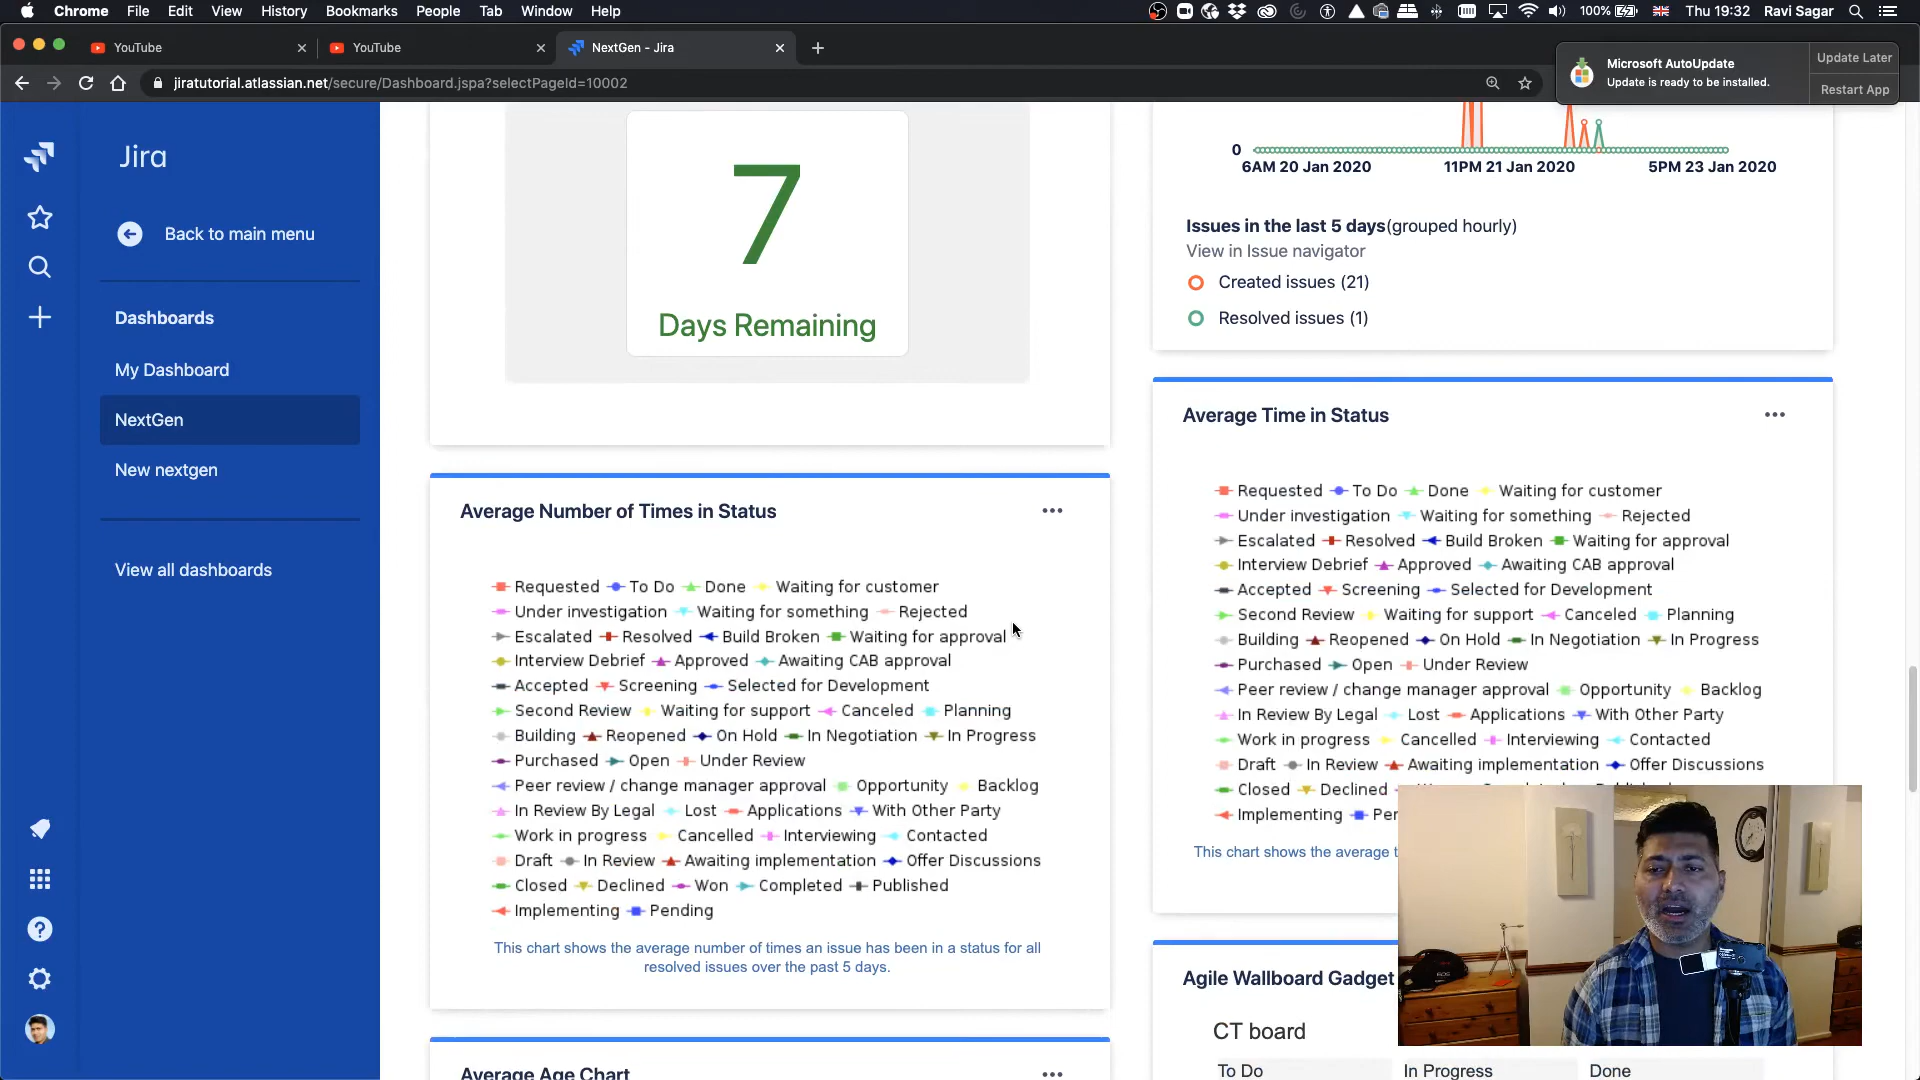 Chrome File Edit View History Bookmarks People Tab Window Help
100% Thu 19:32 Ravi Sagar
YouTube
YouTube
NextGen - Jira
jiratutorial.atlassian.net/secure/Dashboard.jspa?selectPageId=10002
Microsoft AutoUpdate
Update is ready to be installed.
Update Later
Restart App
Jira
Back to main menu
Dashboards
My Dashboard
NextGen
New nextgen
View all dashboards
7
Days Remaining
Average Number of Times in Status
Requested To Do Done Waiting for customer
Under investigation Waiting for something Rejected
Escalated Resolved Build Broken Waiting for approval
Interview Debrief Approved Awaiting CAB approval
Accepted Screening Selected for Development
Second Review Waiting for support Canceled Planning
Building Reopened On Hold In Negotiation In Progress
Purchased Open Under Review
Peer review / change manager approval Opportunity Backlog
In Review By Legal Lost Applications With Other Party
Work in progress Cancelled Interviewing Contacted
Draft In Review Awaiting implementation Offer Discussions
Closed Declined Won Completed Published
Implementing Pending
This chart shows the average number of times an issue has been in a status for all
resolved issues over the past 5 days.
Average Age Chart
0
6AM 20 Jan 2020 11PM 21 Jan 2020 5PM 23 Jan 2020
Issues in the last 5 days(grouped hourly)
View in Issue navigator
Created issues (21)
Resolved issues (1)
Average Time in Status
Requested To Do Done Waiting for customer
Under investigation Waiting for something Rejected
Escalated Resolved Build Broken Waiting for approval
Interview Debrief Approved Awaiting CAB approval
Accepted Screening Selected for Development
Second Review Waiting for support Canceled Planning
Building Reopened On Hold In Negotiation In Progress
Purchased Open Under Review
Peer review / change manager approval Opportunity Backlog
In Review By Legal Lost Applications With Other Party
Work in progress Cancelled Interviewing Contacted
Draft In Review Awaiting implementation Offer Discussions
Closed Declined
Implementing Per
This chart shows the average t
Agile Wallboard Gadget
CT board
To Do In Progress Done